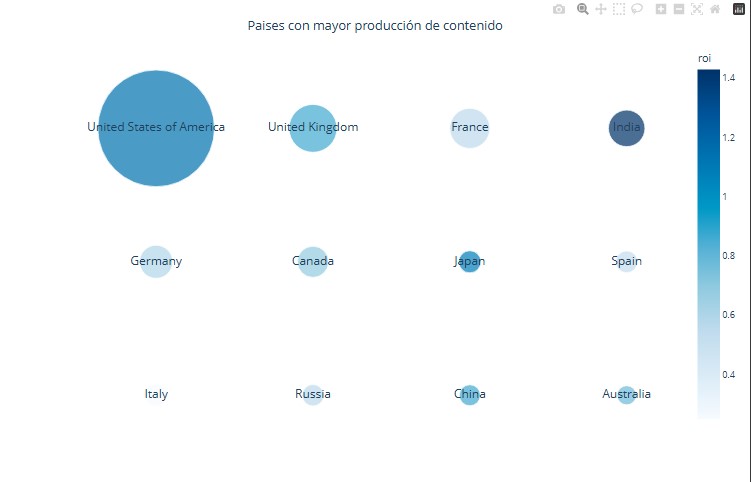 Paises con mayor producción de contenido
roi
United States of America
United Kingdom
France
India
Germany
Canada
Japan
Spain
Italy
Russia
China
Australia
1.4
1.2
1
0.8
0.6
0.4